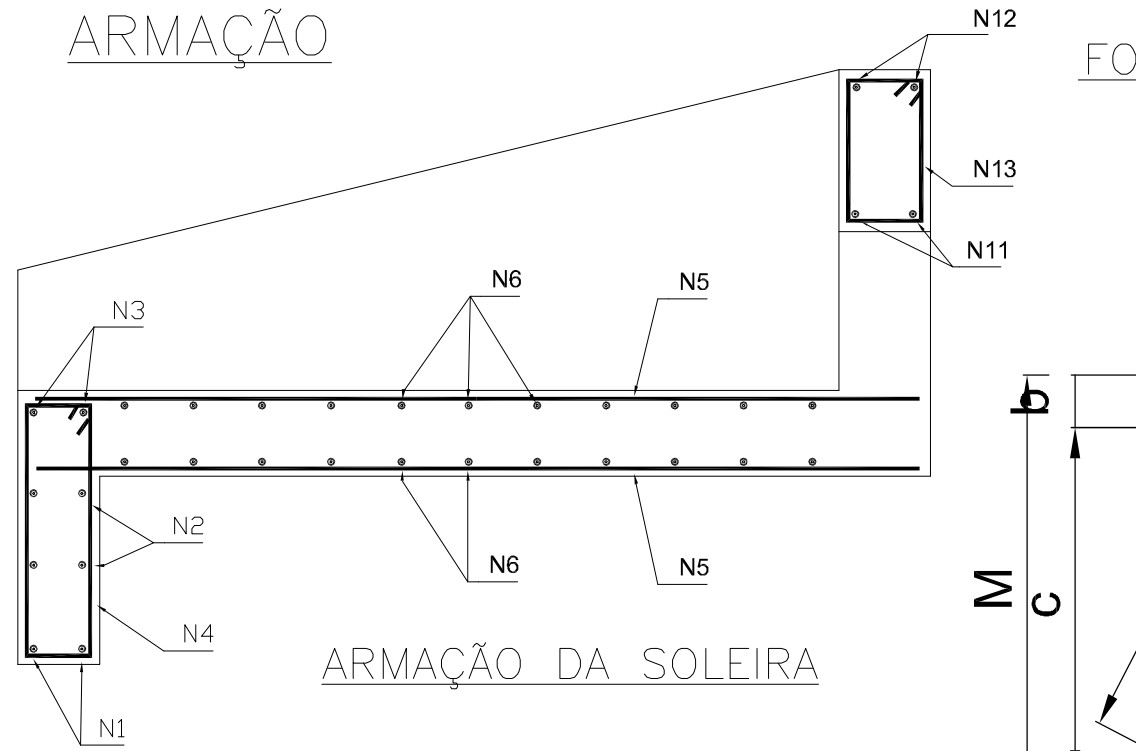 ARMAÇÃO
N12
FO
N13
N11
N6
N5
N3
b
N2
N6
N5
M
c
N4
ARMAÇÃO DA SOLEIRA
N1